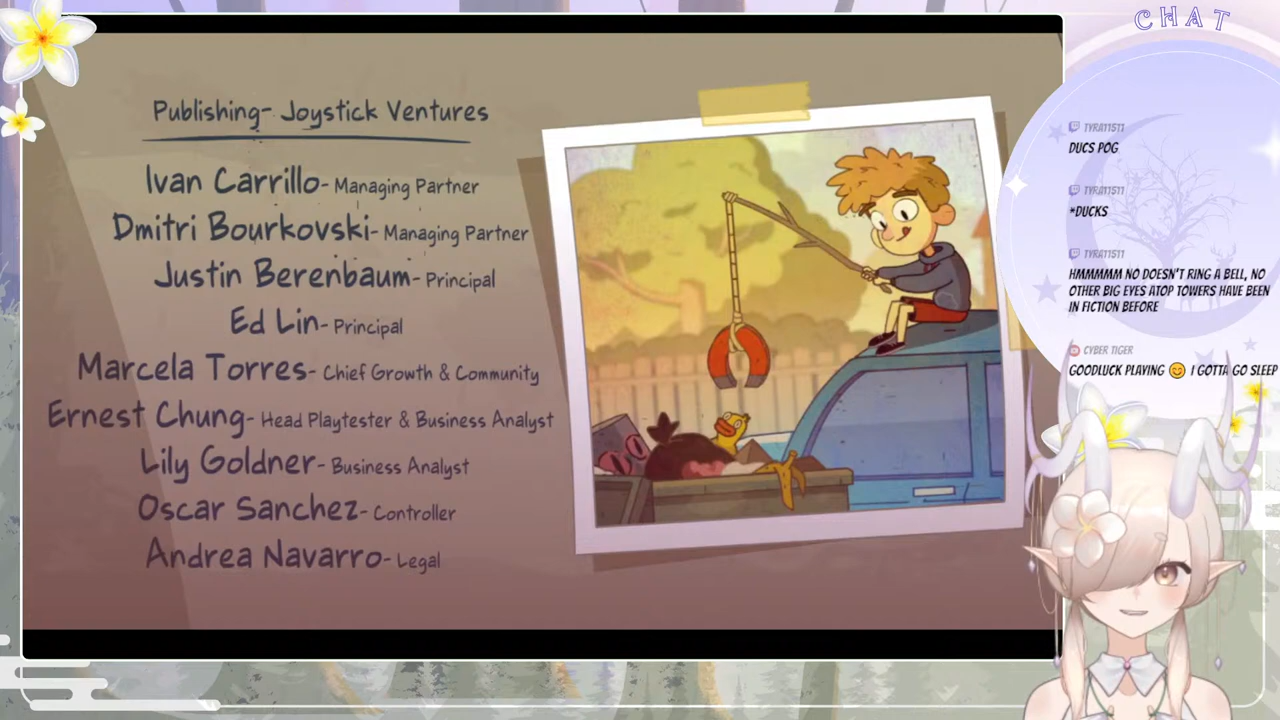 Publishing- Joystick Ventures
Ivan Carrillo- Managing Partner
Dmitri Bourkovski- Managing Partner
Justin Berenbaum- Principal
Ed Lin- Principal
Marcela Torres- Chief Growth & Community
Ernest Chung- Head Playtester & Business Analyst
Lily Goldner- Business Analyst
Oscar Sanchez- Controller
Andrea Navarro- Legal
CHAT
TYRA11511
DUCS POG
TYRA11511
*DUCKS
TYRA11511
HMMMMM NO DOESN'T RING A BELL, NO
OTHER BIG EYES ATOP TOWERS HAVE BEEN
IN FICTION BEFORE
CYBER TIGER
GOODLUCK PLAYING 😊 I GOTTA GO SLEEP